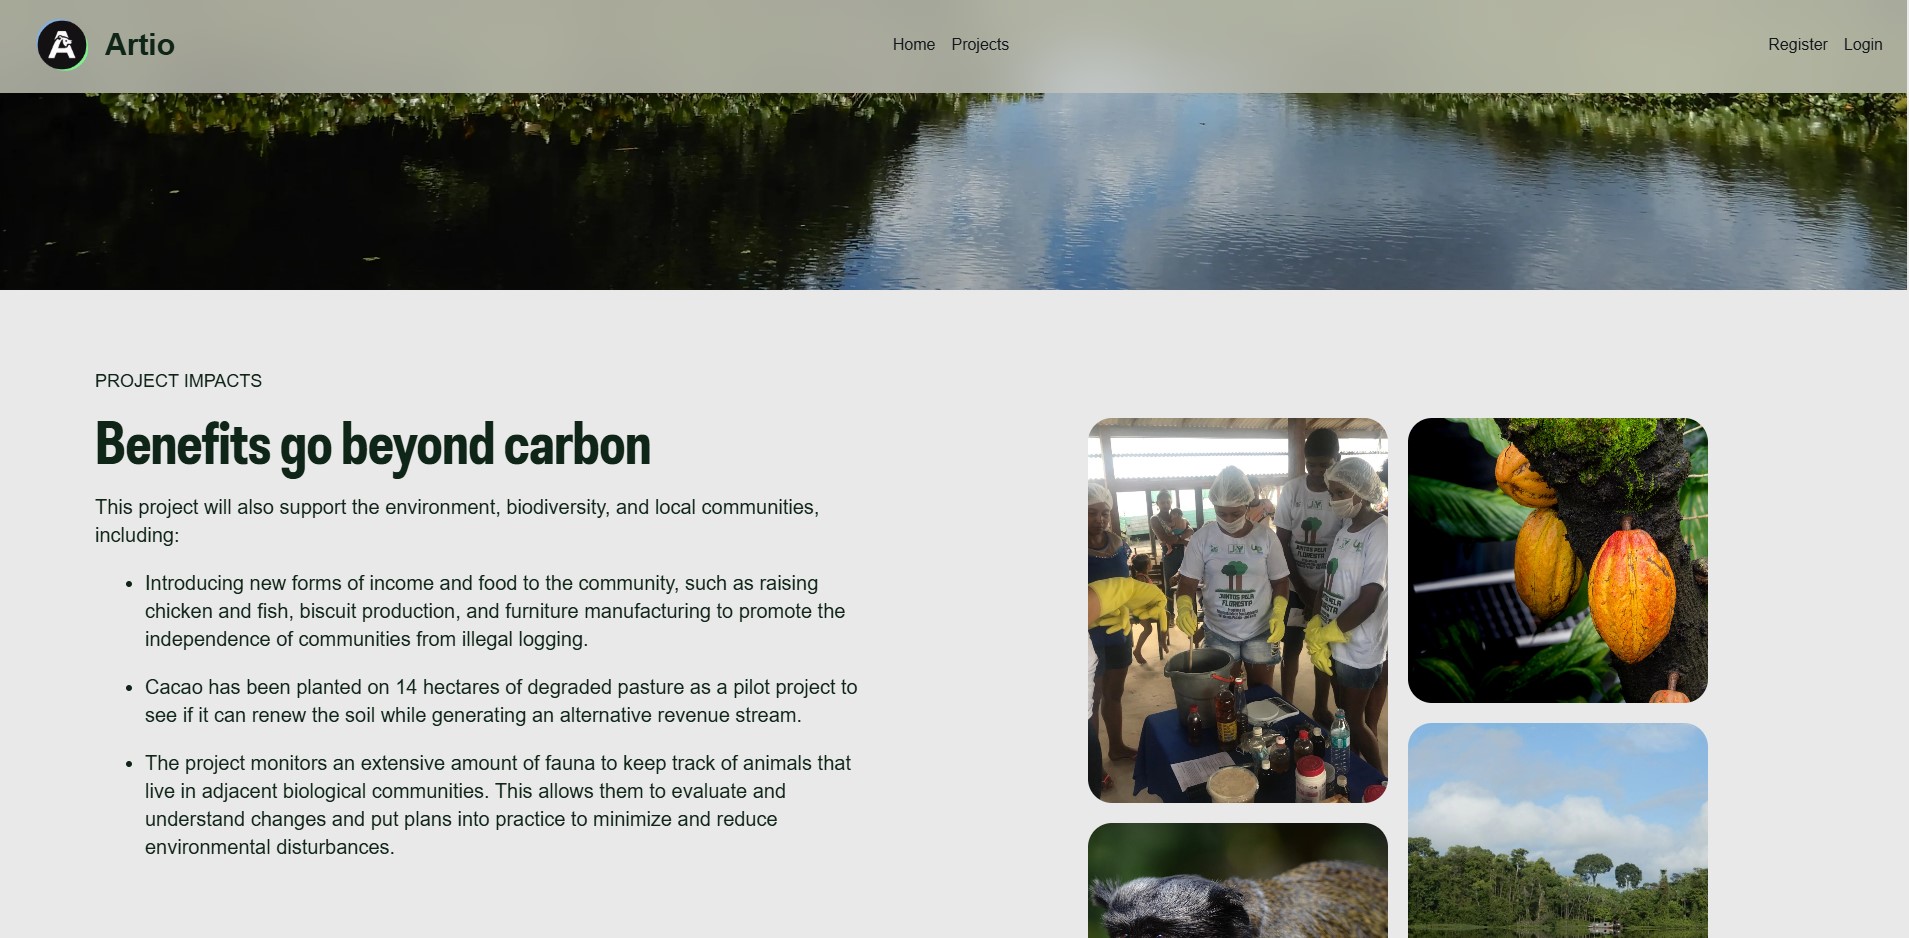 Artio
Home Projects
Register Login
PROJECT IMPACTS
Benefits go beyond carbon
This project will also support the environment, biodiversity, and local communities,
including:
• Introducing new forms of income and food to the community, such as raising
chicken and fish, biscuit production, and furniture manufacturing to promote the
independence of communities from illegal logging.
• Cacao has been planted on 14 hectares of degraded pasture as a pilot project to
see if it can renew the soil while generating an alternative revenue stream.
• The project monitors an extensive amount of fauna to keep track of animals that
live in adjacent biological communities. This allows them to evaluate and
understand changes and put plans into practice to minimize and reduce
environmental disturbances.
JUNTOS PELA
FLORESTA
JUNTOS PELA
FLORESTA